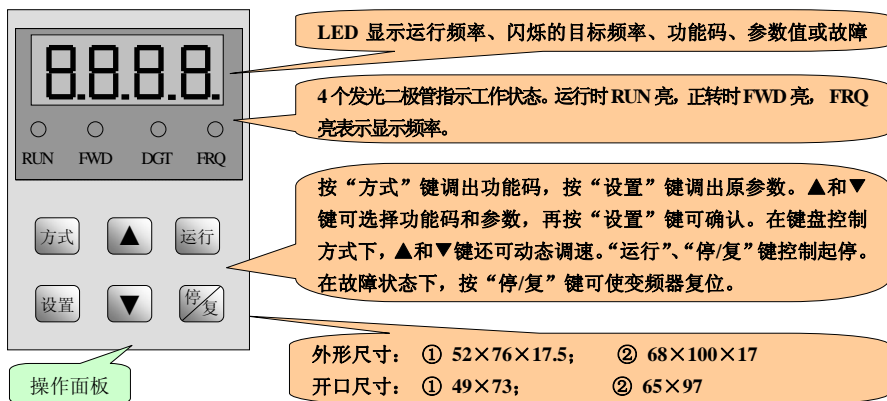 LED 显示运行频率、闪烁的目标频率、功能码、参数值或故障
8.8.8.8.
4个发光二极管指示工作状态。运行时 RUN 亮, 正转时 FWD 亮, FRQ
亮表示显示频率。
RUN FWD DGT FRQ
按“方式”键调出功能码，按“设置”键调出原参数。▲和▼
键可选择功能码和参数，再按“设置”键可确认。在键盘控制
方式下，▲和▼键还可动态调速。“运行”、“停/复”键控制起停。
在故障状态下，按“停/复”键可使变频器复位。
方式 ▲ 运行
设置 ▼ 停/复
外形尺寸： ① 52×76×17.5; ② 68×100×17
开口尺寸： ① 49×73; ② 65×97
操作面板